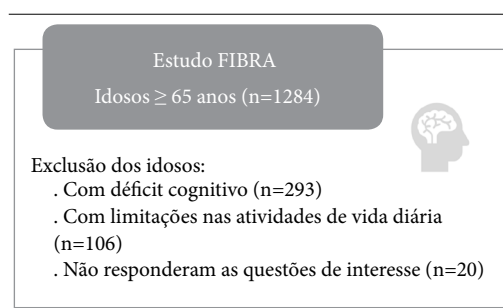 Estudo FIBRA
Idosos ≥ 65 anos (n=1284)
Exclusão dos idosos:
. Com déficit cognitivo (n=293)
. Com limitações nas atividades de vida diária
(n=106)
. Não responderam as questões de interesse (n=20)